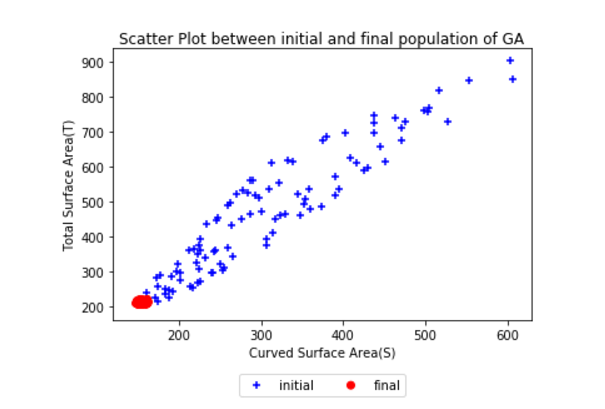 Scatter Plot between initial and final population of GA
900
800
700
600
500
400
300
200
Total Surface Area(T)
200 300 400 500 600
Curved Surface Area(S)
initial final